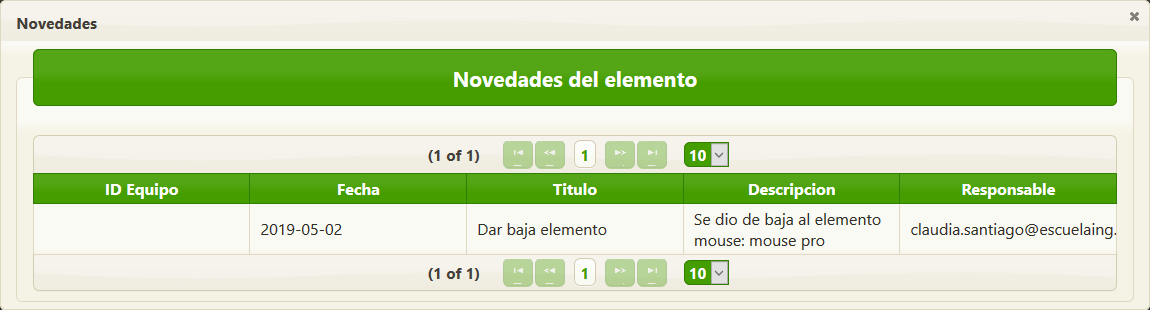 Novedades
Novedades del elemento
(1 of 1) 1 10
ID Equipo Fecha Titulo Descripcion Responsable
2019-05-02 Dar baja elemento Se dio de baja al elemento claudia.santiago@escuelaing.
mouse: mouse pro
(1 of 1) 1 10